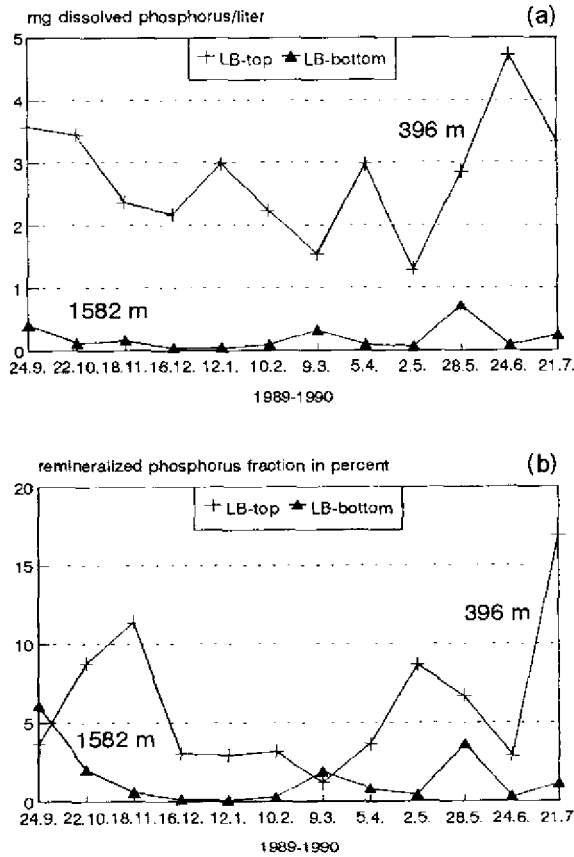 mg dissolved phosphorus/liter
(a)
LB-top LB-bottom
5
4
3
2
1
0
396 m
1582 m
24.9. 22.10. 18.11. 16.12. 12.1. 10.2. 9.3. 5.4. 2.5. 28.5. 24.6. 21.7.
1989-1990
remineralized phosphorus fraction in percent
(b)
LB-top LB-bottom
20
15
10
5
0
396 m
1582 m
24.9. 22.10. 18.11. 16.12. 12.1. 10.2. 9.3. 5.4. 2.5. 28.5. 24.6. 21.7.
1989-1990